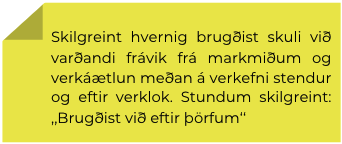 Skilgreint hvernig brugðist skuli við
varðandi frávik frá markmiðum og
verkáætlun meðan á verkefni stendur
og eftir verklok. Stundum skilgreint:
,,Brugðist við eftir þörfum‘‘